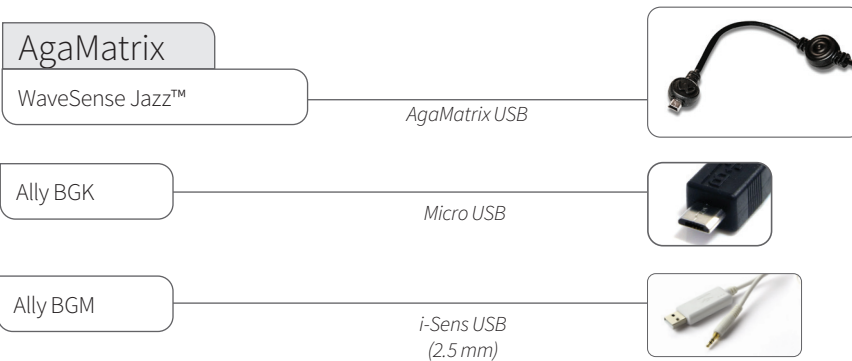 AgaMatrix
WaveSense Jazz™
AgaMatrix USB
Ally BGK
Micro USB
Ally BGM
i-Sens USB
(2.5 mm)